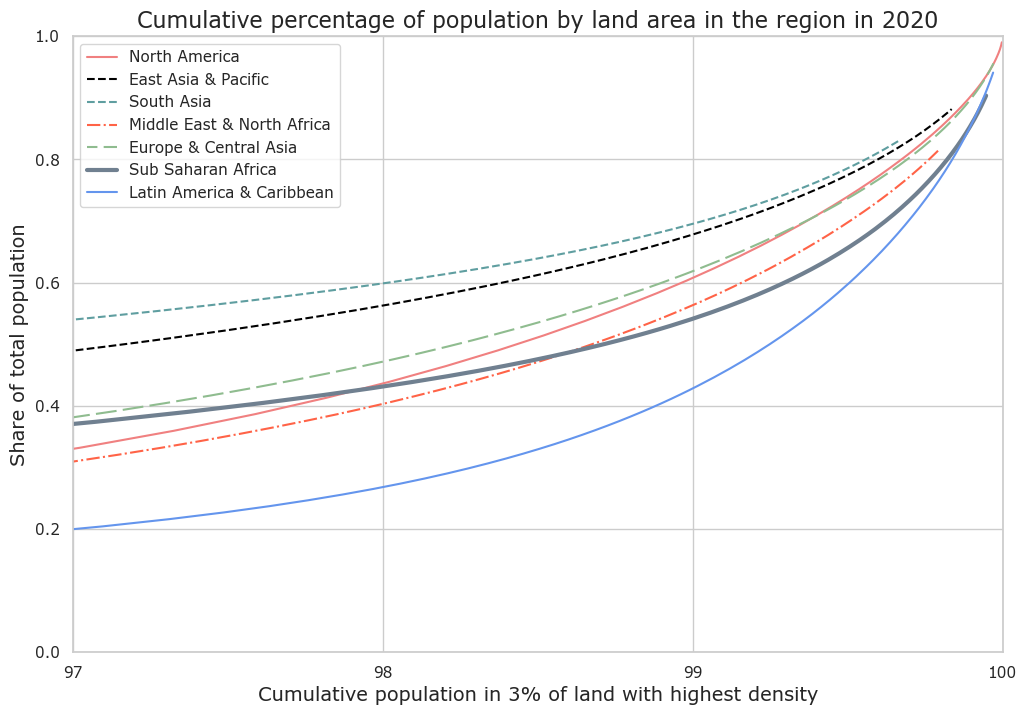 Cumulative percentage of population by land area in the region in 2020
1.0
0.8
0.6
0.4
0.2
0.0
Share of total population
North America
East Asia & Pacific
South Asia
Middle East & North Africa
Europe & Central Asia
Sub Saharan Africa
Latin America & Caribbean
97
98
99
100
Cumulative population in 3% of land with highest density